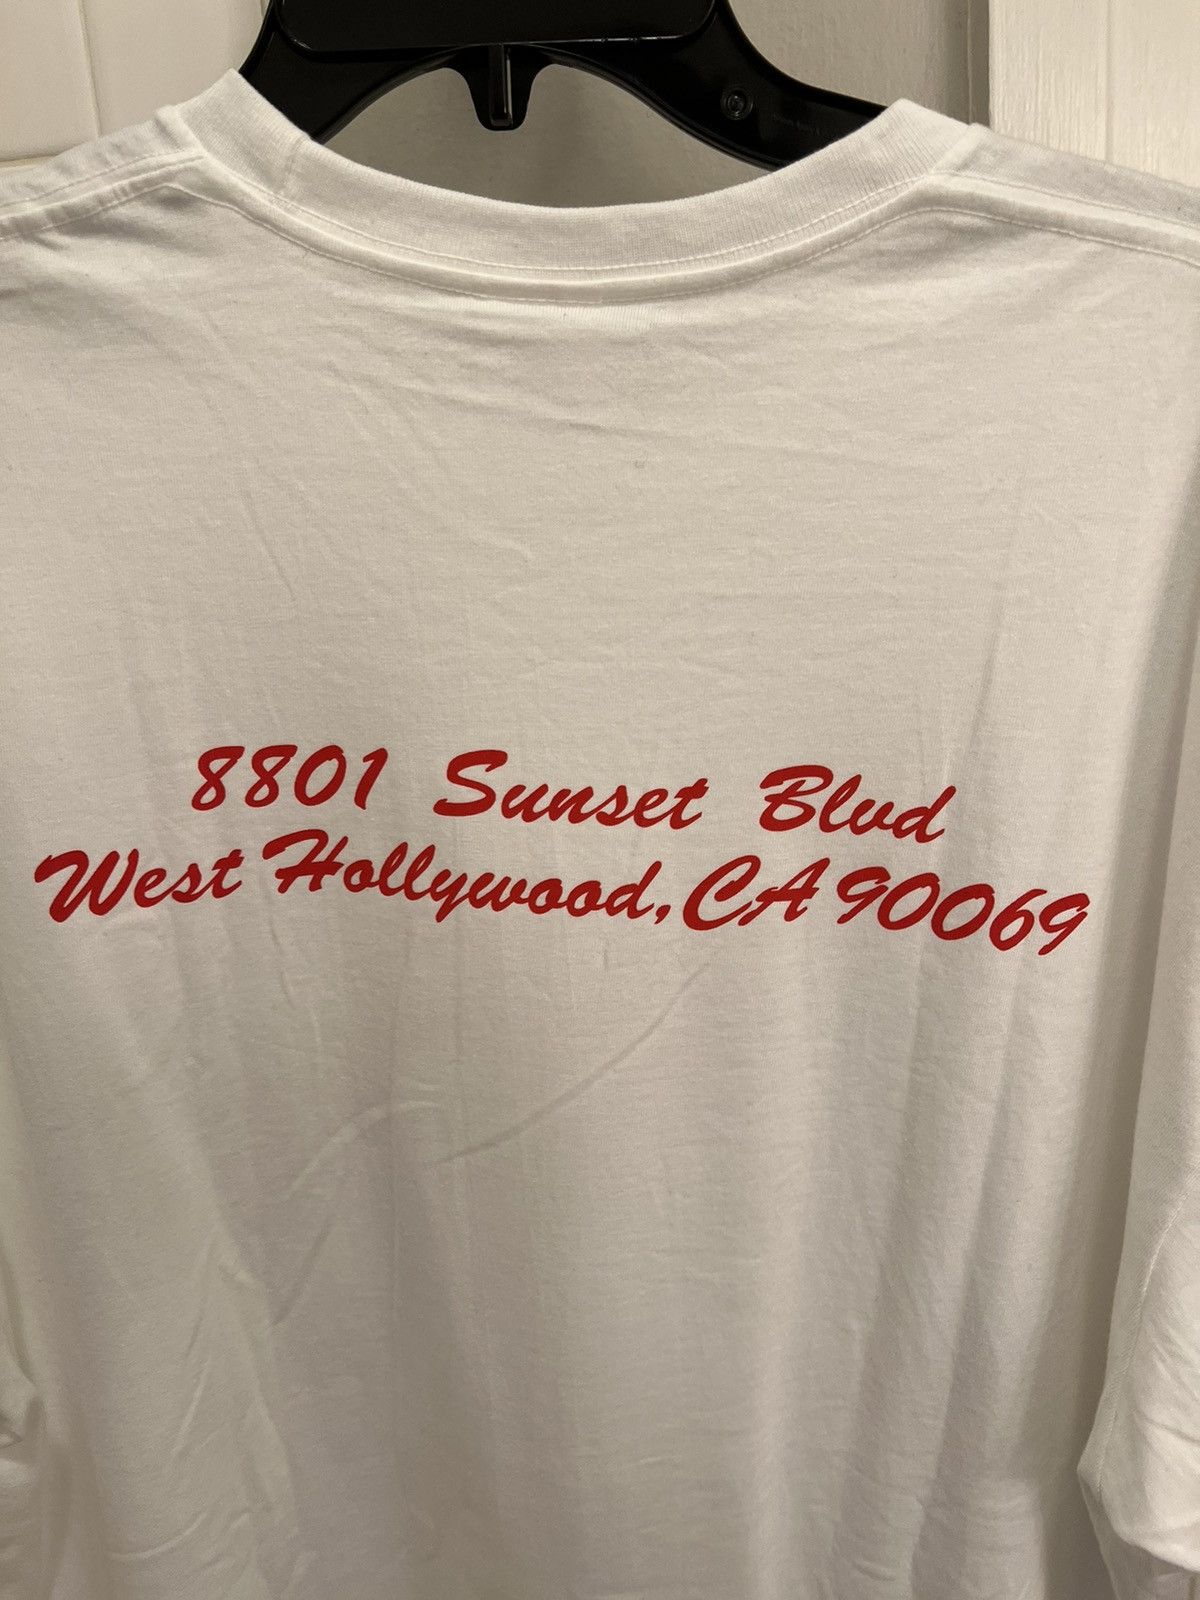 8801 Sunset Blvd
West Hollywood, CA 90069